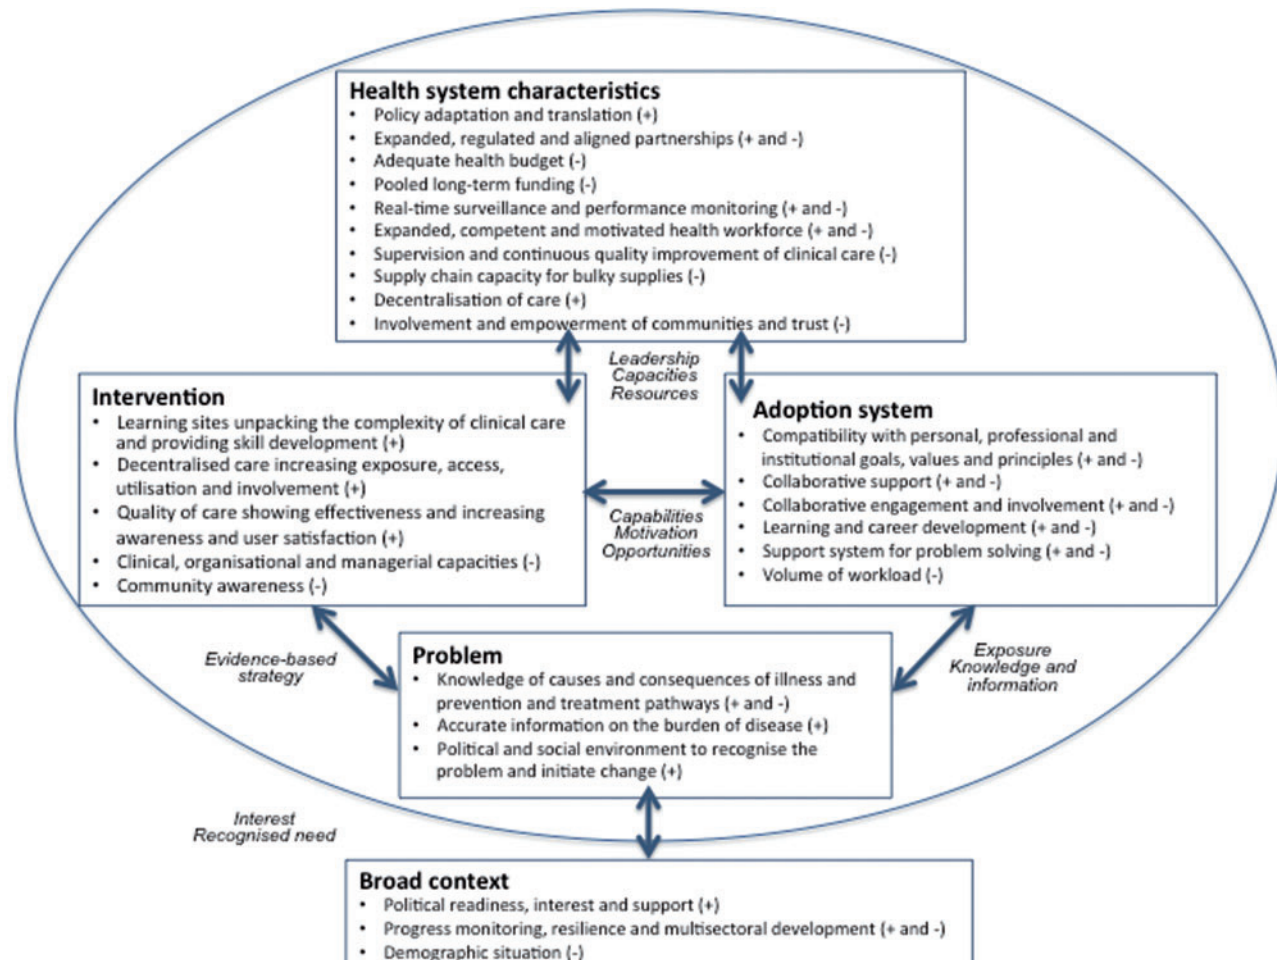 Health system characteristics
• Policy adaptation and translation (+)
• Expanded, regulated and aligned partnerships (+ and -)
• Adequate health budget (-)
• Pooled long-term funding (-)
• Real-time surveillance and performance monitoring (+ and -)
• Expanded, competent and motivated health workforce (+ and -)
• Supervision and continuous quality improvement of clinical care (-)
• Supply chain capacity for bulky supplies (-)
• Decentralisation of care (+)
• Involvement and empowerment of communities and trust (-)
Leadership
Capacities
Resources
Intervention
• Learning sites unpacking the complexity of clinical care
and providing skill development (+)
• Decentralised care increasing exposure, access,
utilisation and involvement (+)
• Quality of care showing effectiveness and increasing
awareness and user satisfaction (+)
• Clinical, organisational and managerial capacities (-)
• Community awareness (-)
Capabilities
Motivation
Opportunities
Adoption system
• Compatibility with personal, professional and
institutional goals, values and principles (+ and -)
• Collaborative support (+ and -)
• Collaborative engagement and involvement (+ and -)
• Learning and career development (+ and -)
• Support system for problem solving (+ and -)
• Volume of workload (-)
Evidence-based
strategy
Problem
• Knowledge of causes and consequences of illness and
prevention and treatment pathways (+ and -)
• Accurate information on the burden of disease (+)
• Political and social environment to recognise the
problem and initiate change (+)
Exposure
Knowledge and
information
Interest
Recognised need
Broad context
• Political readiness, interest and support (+)
• Progress monitoring, resilience and multisectoral development (+ and -)
• Demographic situation (-)